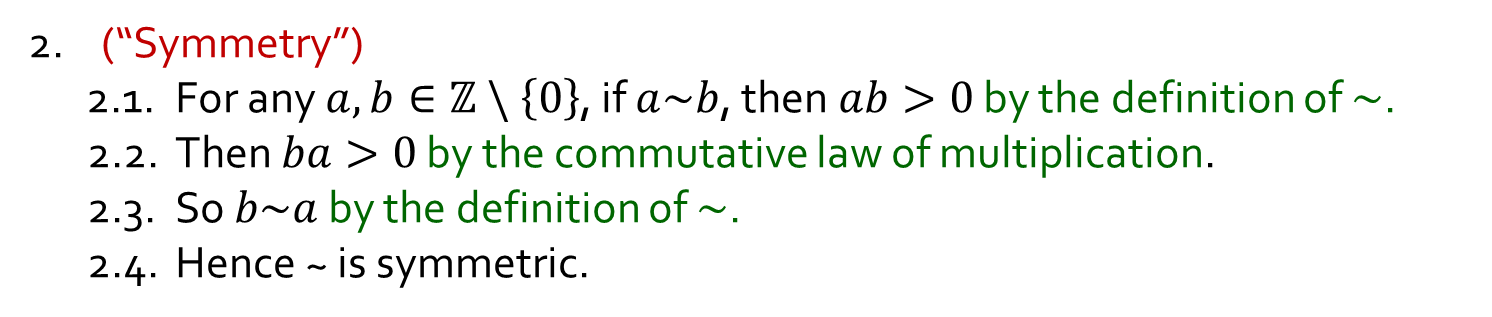 2. (“Symmetry”)
2.1. For any 𝑎, 𝑏 ∈ ℤ \ {0}, if 𝑎~𝑏, then 𝑎𝑏 > 0 by the definition of ~.
2.2. Then 𝑏𝑎 > 0 by the commutative law of multiplication.
2.3. So 𝑏~𝑎 by the definition of ~.
2.4. Hence ~ is symmetric.